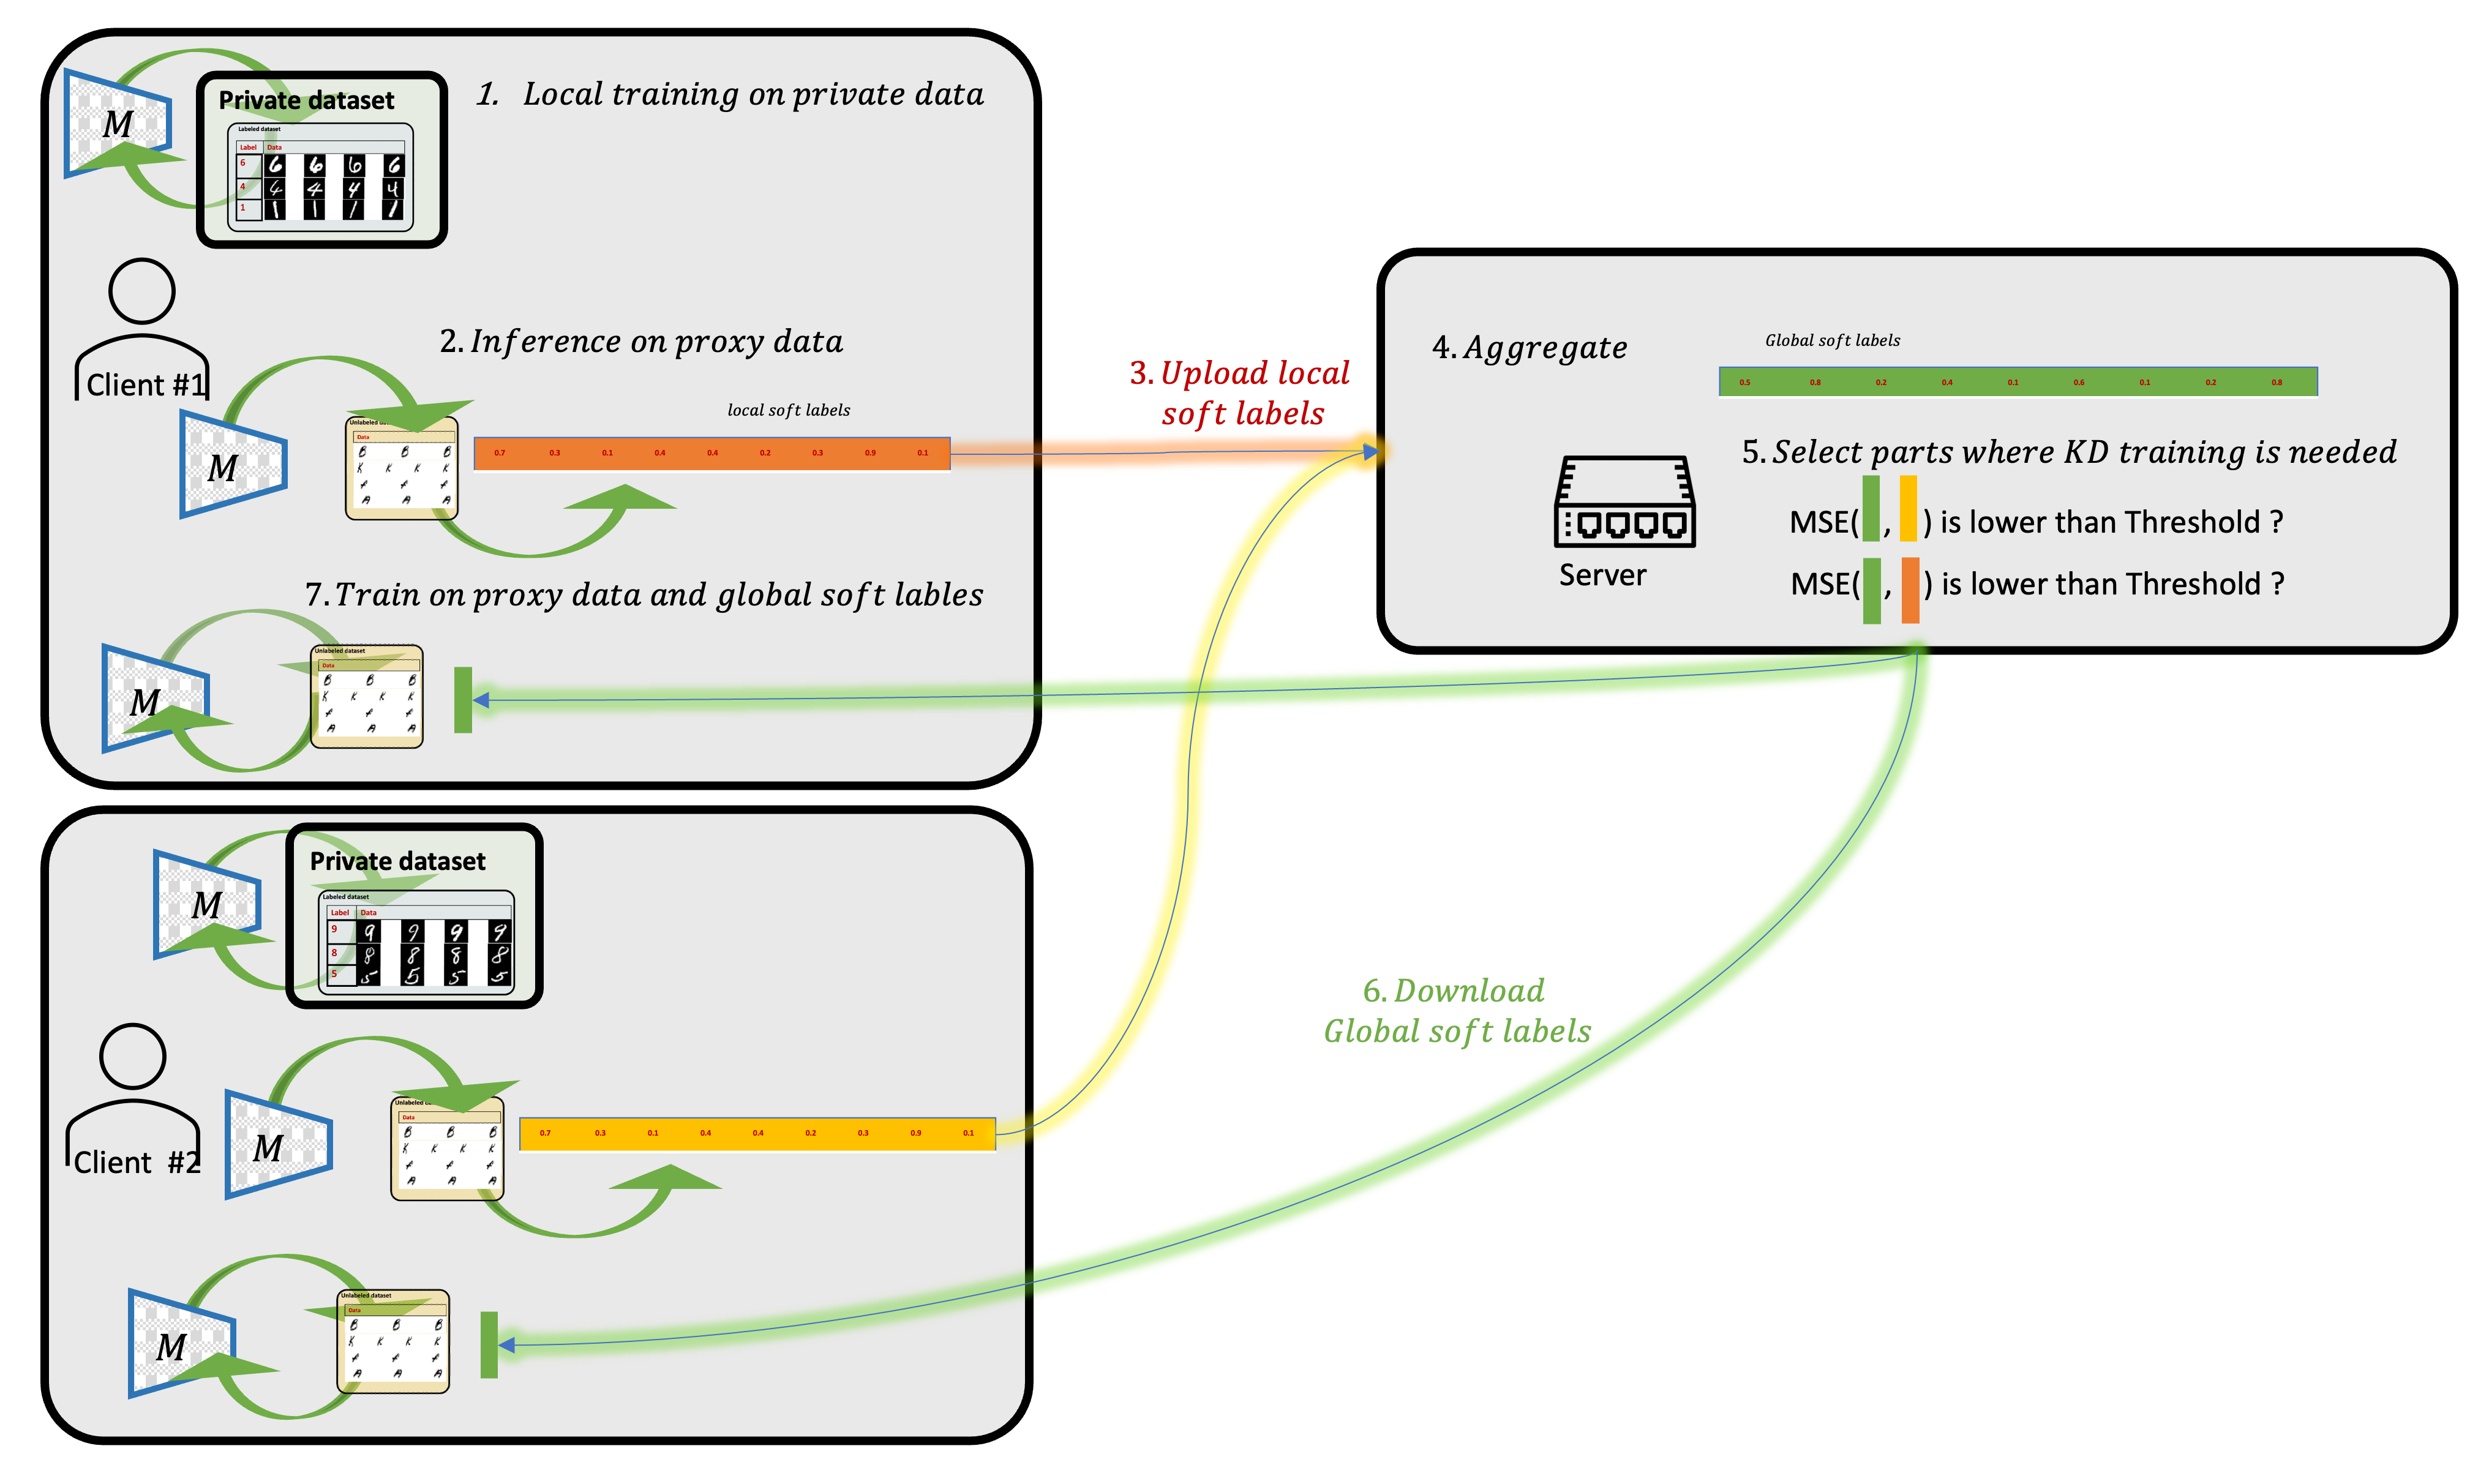 Private dataset
1. Local training on private data
M
Labeled dataset
Label Data
6
4
1
Client #1
2. Inference on proxy data
local soft labels
M
Data
B B B
K K K K
A A A
0.7 0.3 0.1 0.4 0.4 0.2 0.3 0.9 0.1
7. Train on proxy data and global soft lables
M
Unlabeled dataset
Data
B B B
K K K K
A A A
3. Upload local
soft labels
4. Aggregate
Global soft labels
0.5 0.8 0.2 0.4 0.1 0.6 0.1 0.2 0.8
5. Select parts where KD training is needed
MSE( , ) is lower than Threshold ?
MSE( , ) is lower than Threshold ?
Server
6. Download
Global soft labels
Private dataset
M
Labeled dataset
Label Data
9
8
5
Client #2
M
Data
B B B
K K K K
A A A
0.7 0.3 0.1 0.4 0.4 0.2 0.3 0.9 0.1
M
Unlabeled dataset
Data
B B B
K K K K
A A A